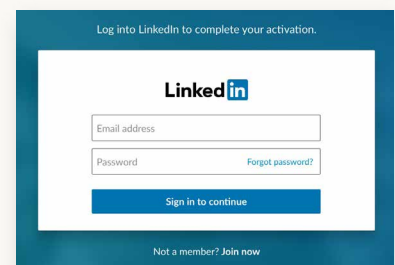 Log into LinkedIn to complete your activation.
Linked in
Email address
Password Forgot password?
Sign in to continue
Not a member? Join now